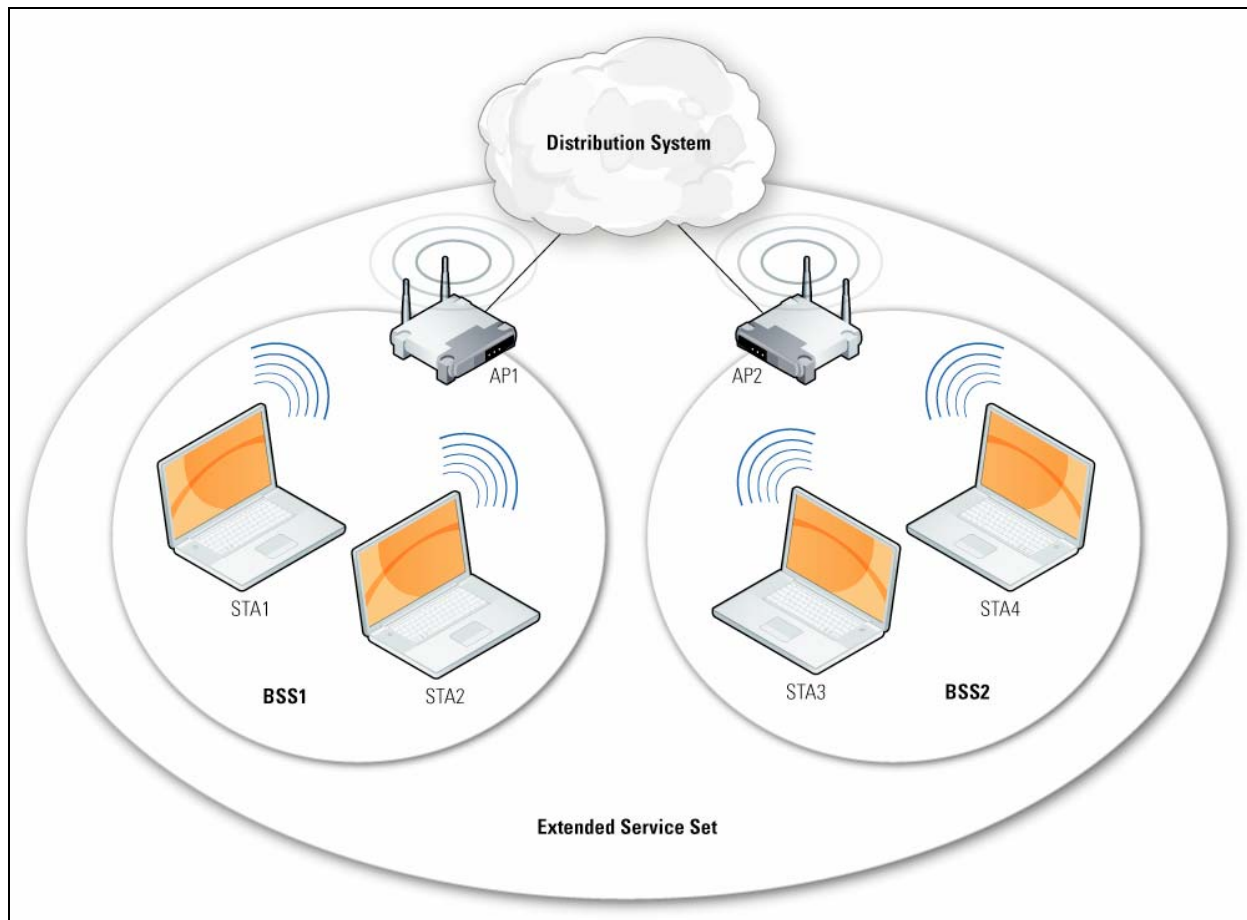 Distribution System
AP1
AP2
STA1
STA2
STA3
STA4
BSS1
BSS2
Extended Service Set